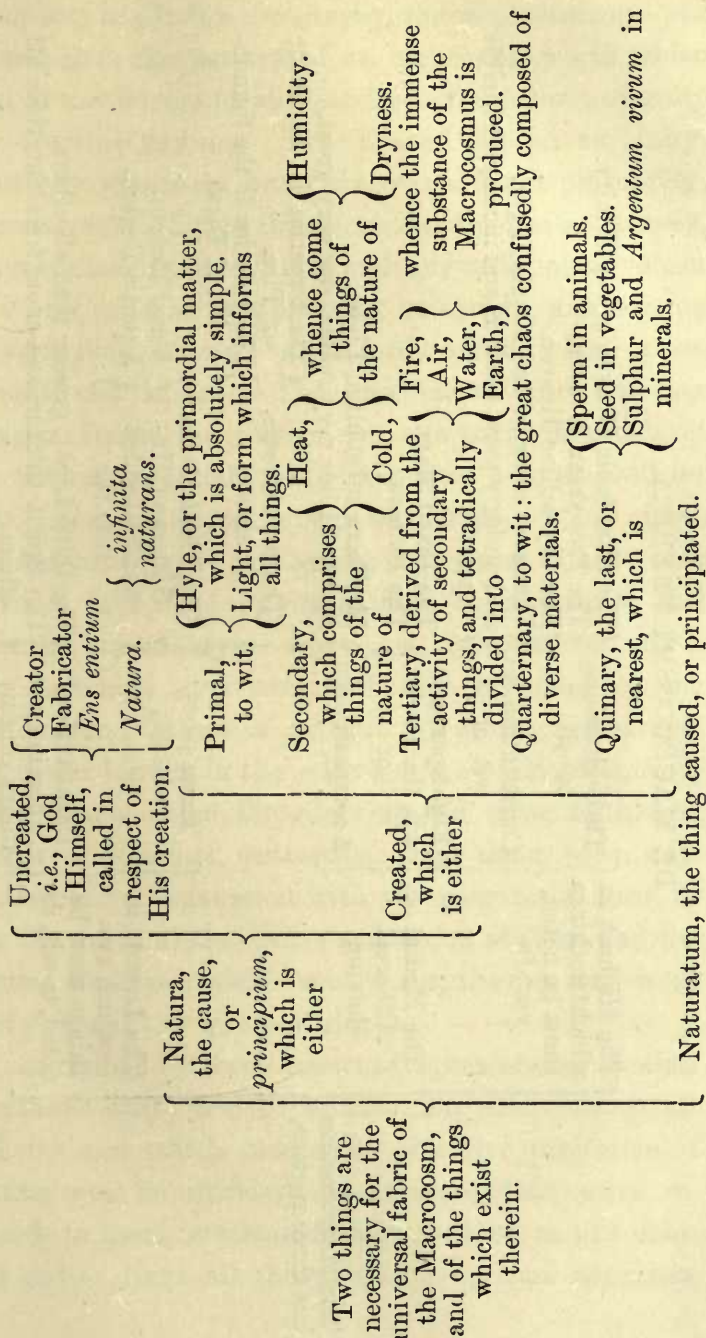 Two things are
necessary for the
universal fabric of
the Macrocosm,
and of the things
which exist
therein.
Natura,
the cause,
or
principium,
which is
either
Uncreated,
i.e., God
Himself,
called in
respect of
His creation.
Creator
Fabricator
Ens entium
Natura.
infinita
naturans.
Created,
which
is either
Primal,
to wit.
Hyle, or the primordial matter,
which is absolutely simple.
Light, or form which informs
all things.
Secondary,
which comprises
things of the
nature of
Heat,
Cold,
whence come
things of
the nature of
Humidity.
Dryness.
Tertiary, derived from the
activity of secondary
things, and tetradically
divided into
Fire,
Air,
Water,
Earth,
whence the immense
substance of the
Macrocosmus is
produced.
Quarternary, to wit: the great chaos confusedly composed of
diverse materials.
Quinary, the last, or
nearest, which is
Sperm in animals.
Seed in vegetables.
Sulphur and Argentum vivum in
minerals.
Naturatum, the thing caused, or principiated.